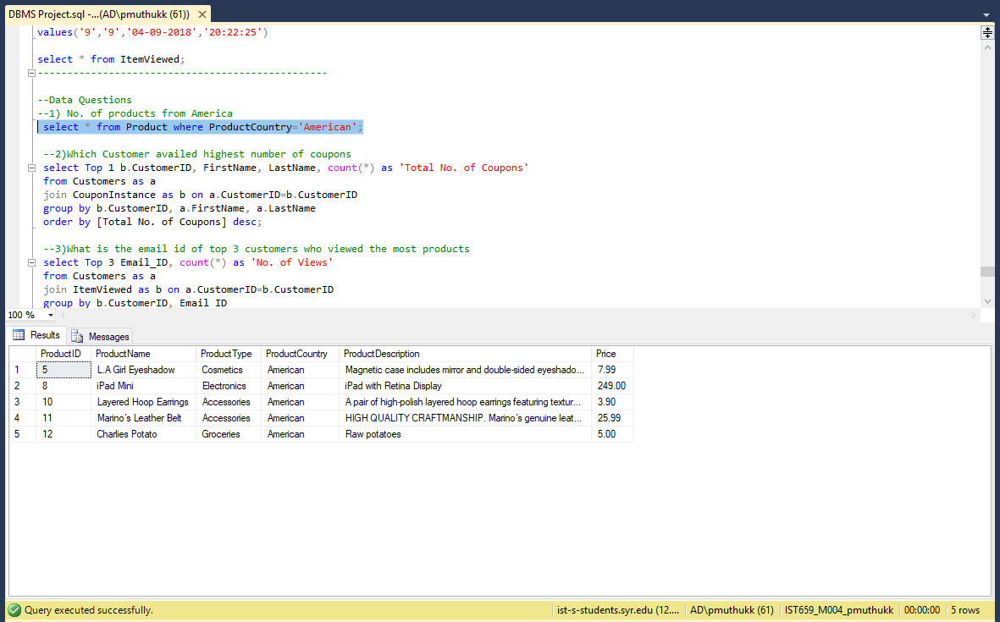 DBMS Project.sql -...(AD\pmuthukk (61))
values('9','9','04-09-2018','20:22:25')
select * from ItemViewed;
-------------------------------------------------
--Data Questions
--1) No. of products from America
select * from Product where ProductCountry='American';
--2)Which Customer availed highest number of coupons
select Top 1 b.CustomerID, FirstName, LastName, count(*) as 'Total No. of Coupons'
from Customers as a
join CouponInstance as b on a.CustomerID=b.CustomerID
group by b.CustomerID, a.FirstName, a.LastName
order by [Total No. of Coupons] desc;
--3)What is the email id of top 3 customers who viewed the most products
select Top 3 Email_ID, count(*) as 'No. of Views'
from Customers as a
join ItemViewed as b on a.CustomerID=b.CustomerID
group by b.CustomerID, Email ID
100 %
Results Messages
ProductID ProductName ProductType ProductCountry ProductDescription Price
1 5 L.A Girl Eyeshadow Cosmetics American Magnetic case includes mirror and double-sided eyeshado... 7.99
2 8 iPad Mini Electronics American iPad with Retina Display 249.00
3 10 Layered Hoop Earrings Accessories American A pair of high-polish layered hoop earrings featuring textur... 3.90
4 11 Marino's Leather Belt Accessories American HIGH QUALITY CRAFTMANSHIP. Marino's genuine leat... 25.99
5 12 Charlies Potato Groceries American Raw potatoes 5.00
Query executed successfully. ist-s-students.syr.edu (12.... AD\pmuthukk (61) IST659_M004_pmuthukk 00:00:00 5 rows